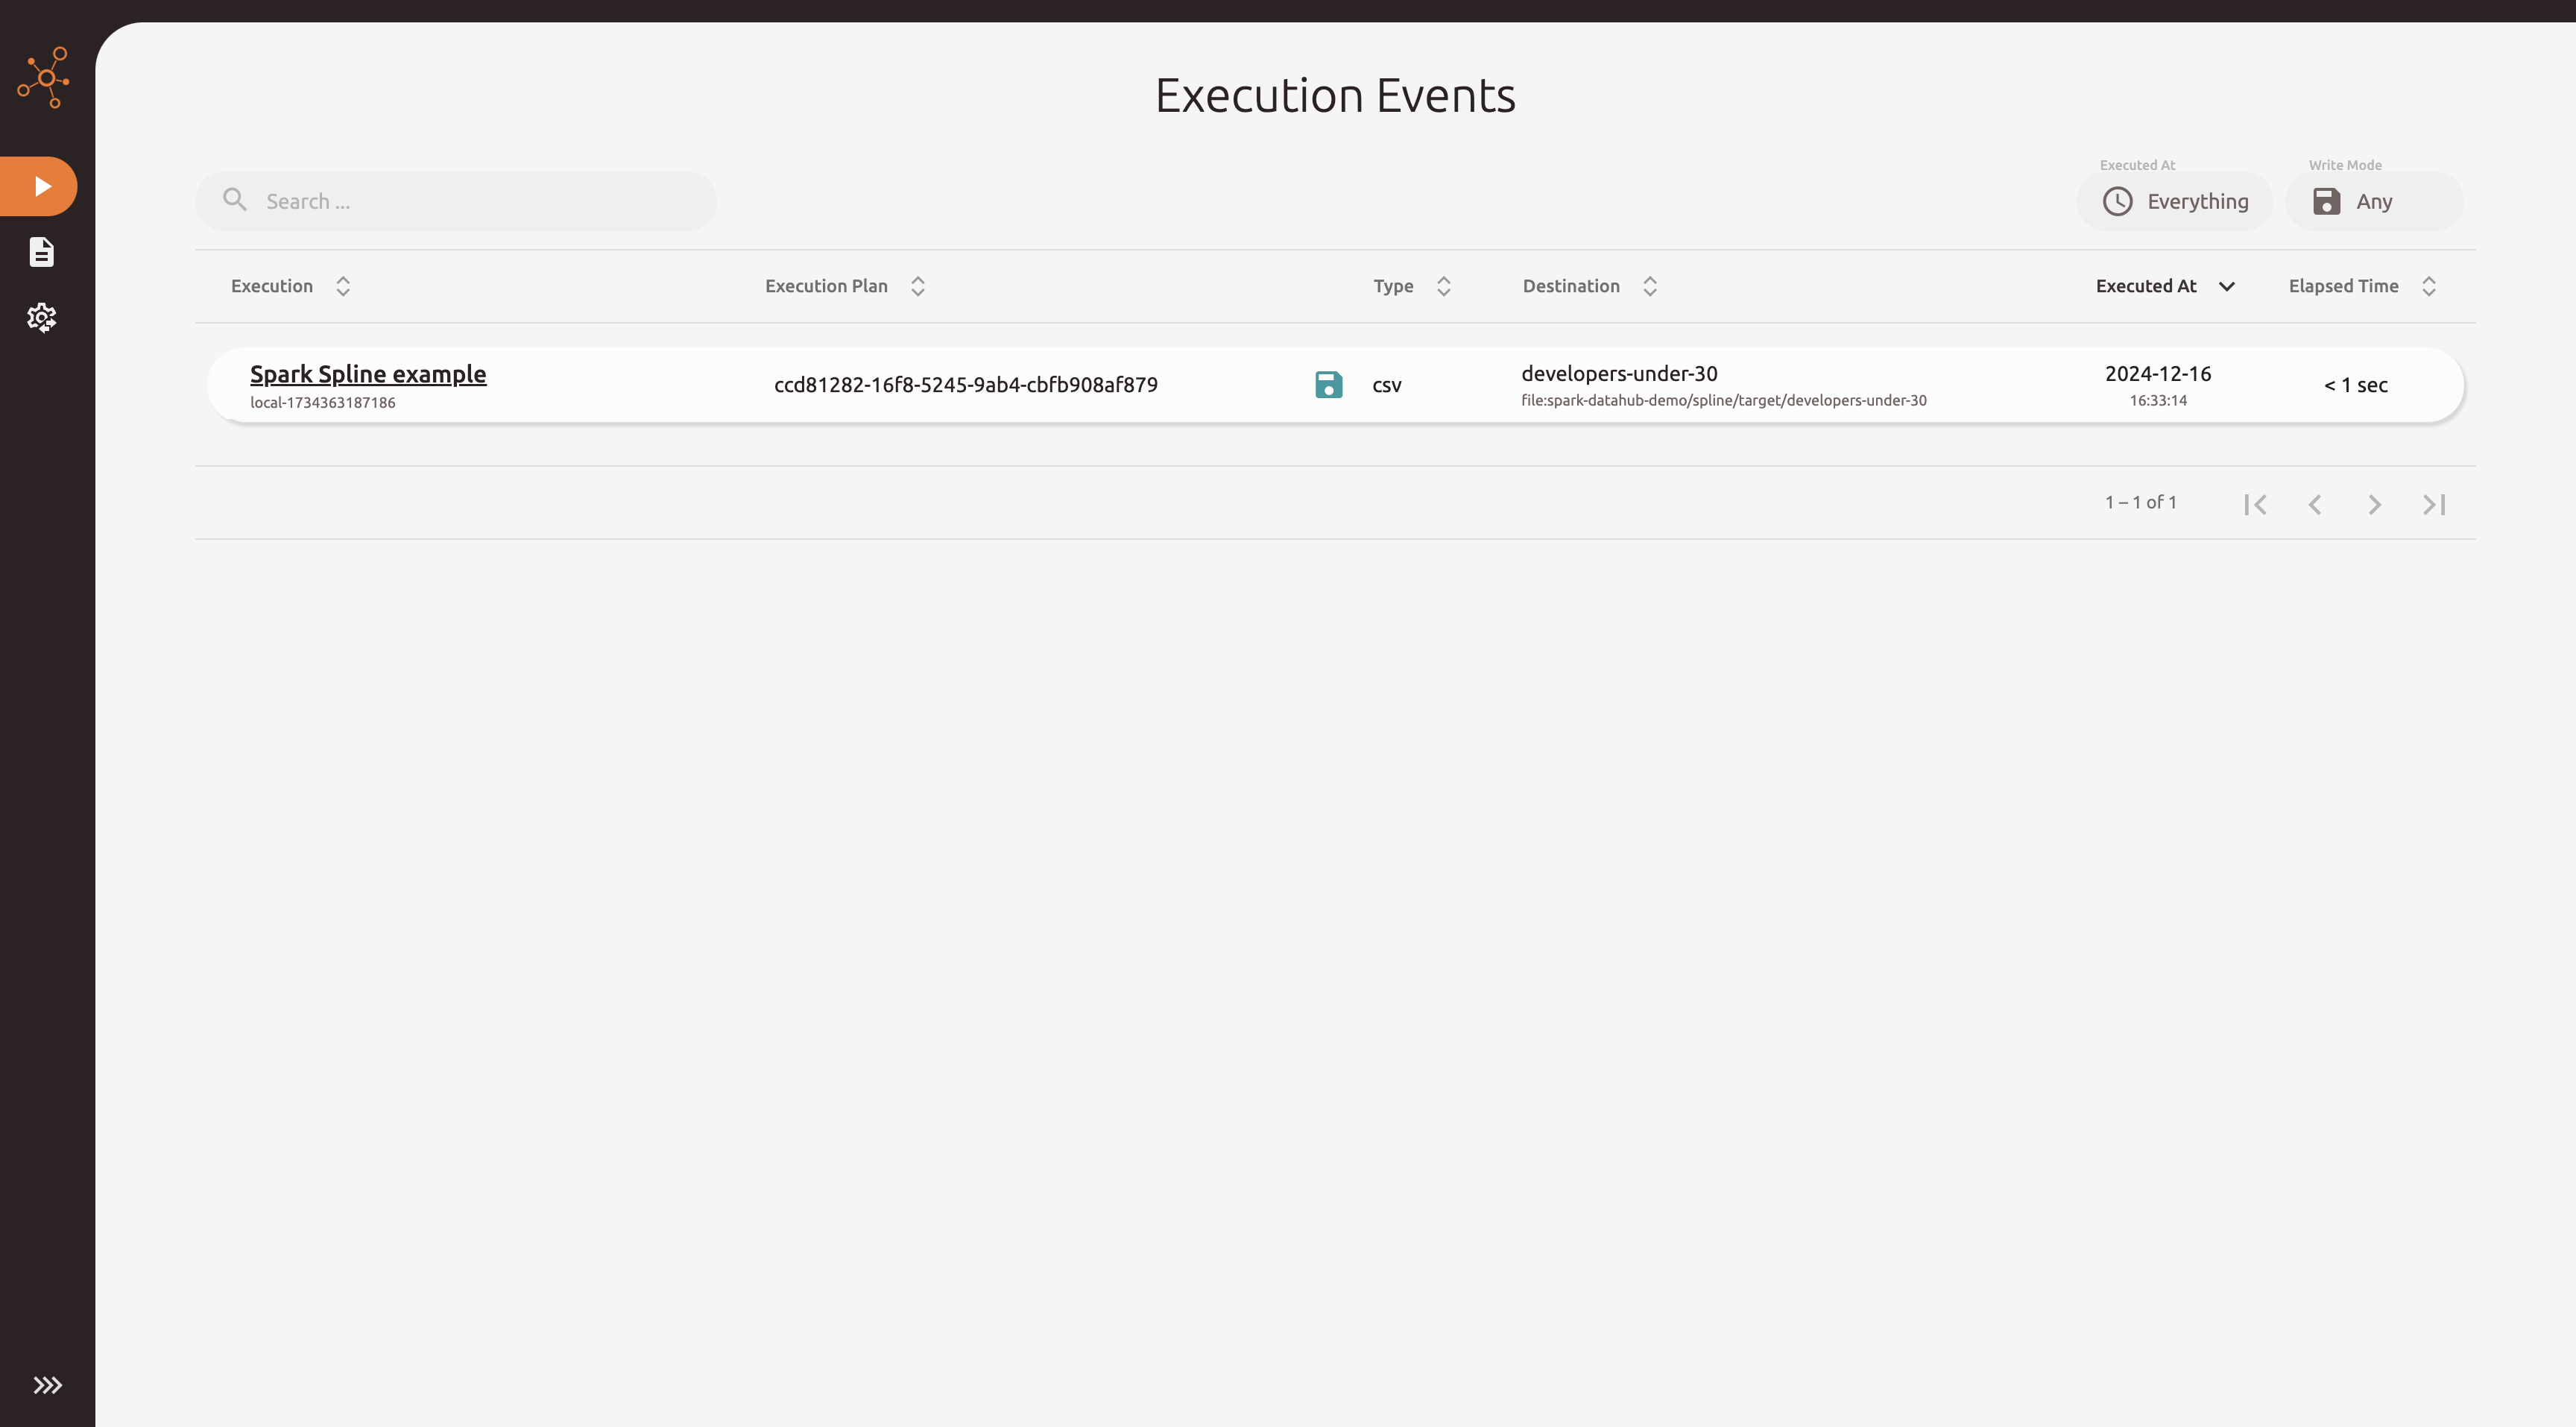 Execution Events
Executed At
Write Mode
Search ...
Everything
Any
Execution
Execution Plan
Type
Destination
Executed At
Elapsed Time
Spark Spline example
local-1734363187186
ccd81282-16f8-5245-9ab4-cbfb908af879
csv
developers-under-30
file:spark-datahub-demo/spline/target/developers-under-30
2024-12-16
16:33:14
< 1 sec
1 – 1 of 1